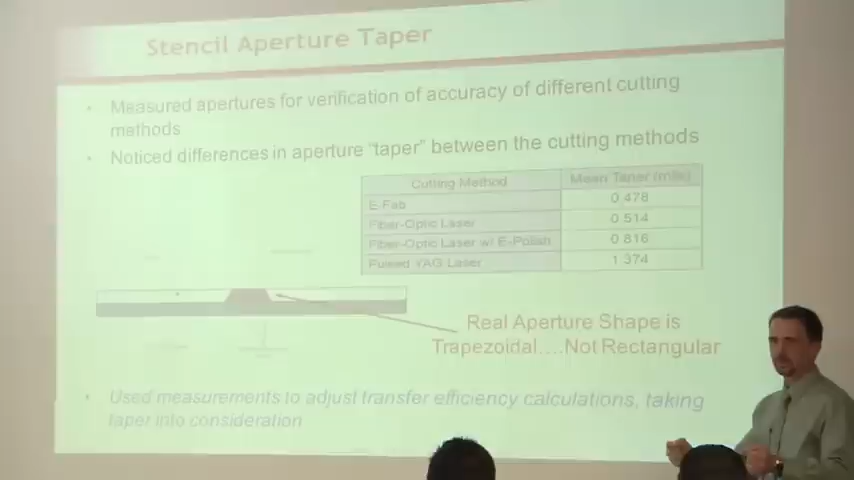 Stencil Aperture Taper
• Measured apertures for verification of accuracy of different cutting
methods
• Noticed differences in aperture “taper” between the cutting methods
Cutting Method Mean Taper (mils)
E-Fab 0.478
Fiber-Optic Laser 0.514
Fiber-Optic Laser w/ E-Polish 0.816
Pulsed YAG Laser 1.374
Real Aperture Shape is
Trapezoidal....Not Rectangular
• Used measurements to adjust transfer efficiency calculations, taking
taper into consideration